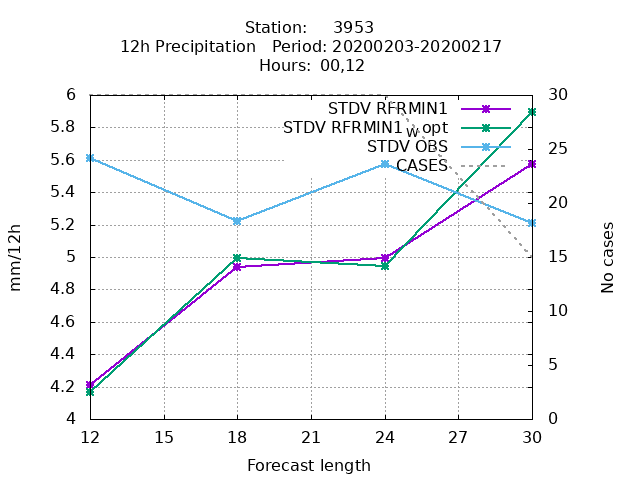 Station: 3953
12h Precipitation Period: 20200203-20200217
Hours: 00,12
STDV RFRMIN1
STDV RFRMIN1_w_opt
STDV OBS
CASES
mm/12h
6
5.8
5.6
5.4
5.2
5
4.8
4.6
4.4
4.2
4
30
25
20
15
10
5
0
No cases
12 15 18 21 24 27 30
Forecast length